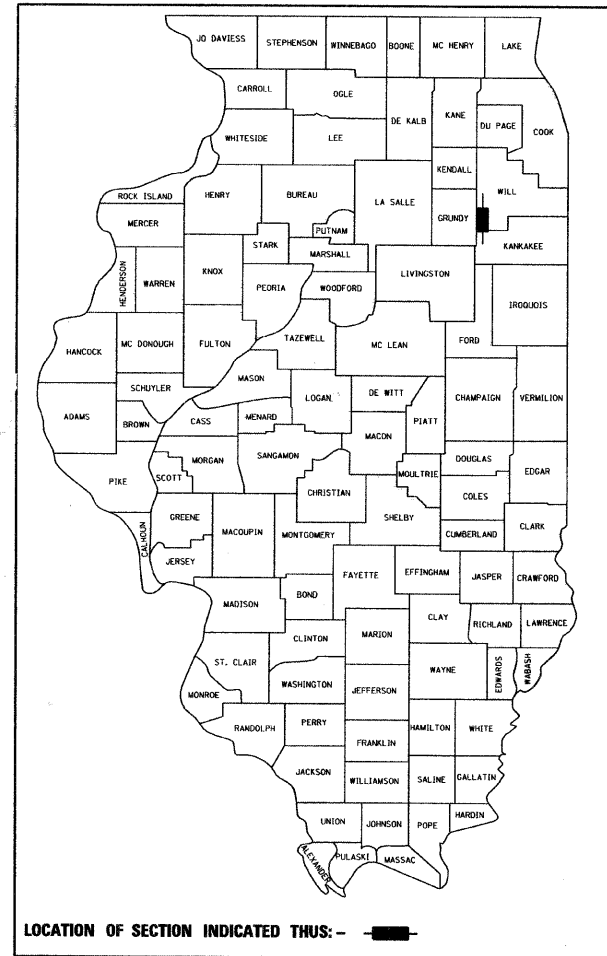 JO DAVIESS
STEPHENSON
WINNEBAGO
BOONE
MC HENRY
LAKE
CARROLL
OGLE
DE KALB
KANE
DU PAGE
COOK
WHITESIDE
LEE
KENDALL
WILL
ROCK ISLAND
HENRY
BUREAU
LA SALLE
GRUNDY
MERCER
PUTNAM
KANKAKEE
STARK
MARSHALL
HENDERSON
WARREN
KNOX
PEORIA
WOODFORD
LIVINGSTON
IROQUOIS
HANCOCK
MC DONOUGH
FULTON
TAZEWELL
MC LEAN
FORD
SCHUYLER
MASON
LOGAN
DE WITT
CHAMPAIGN
VERMILION
ADAMS
BROWN
CASS
MENARD
PIATT
MACON
MORGAN
SANGAMON
DOUGLAS
EDGAR
PIKE
SCOTT
CHRISTIAN
MOULTRIE
COLES
CALHOUN
GREENE
MACOUPIN
MONTGOMERY
SHELBY
CUMBERLAND
CLARK
JERSEY
FAYETTE
EFFINGHAM
JASPER
CRAWFORD
MADISON
BOND
CLAY
RICHLAND
LAWRENCE
CLINTON
MARION
ST. CLAIR
WAYNE
EDWARDS
WABASH
WASHINGTON
JEFFERSON
MONROE
RANDOLPH
PERRY
HAMILTON
WHITE
FRANKLIN
JACKSON
WILLIAMSON
SALINE
GALLATIN
UNION
JOHNSON
POPE
HARDIN
ALEXANDER
PULASKI
MASSAC
LOCATION OF SECTION INDICATED THUS: -